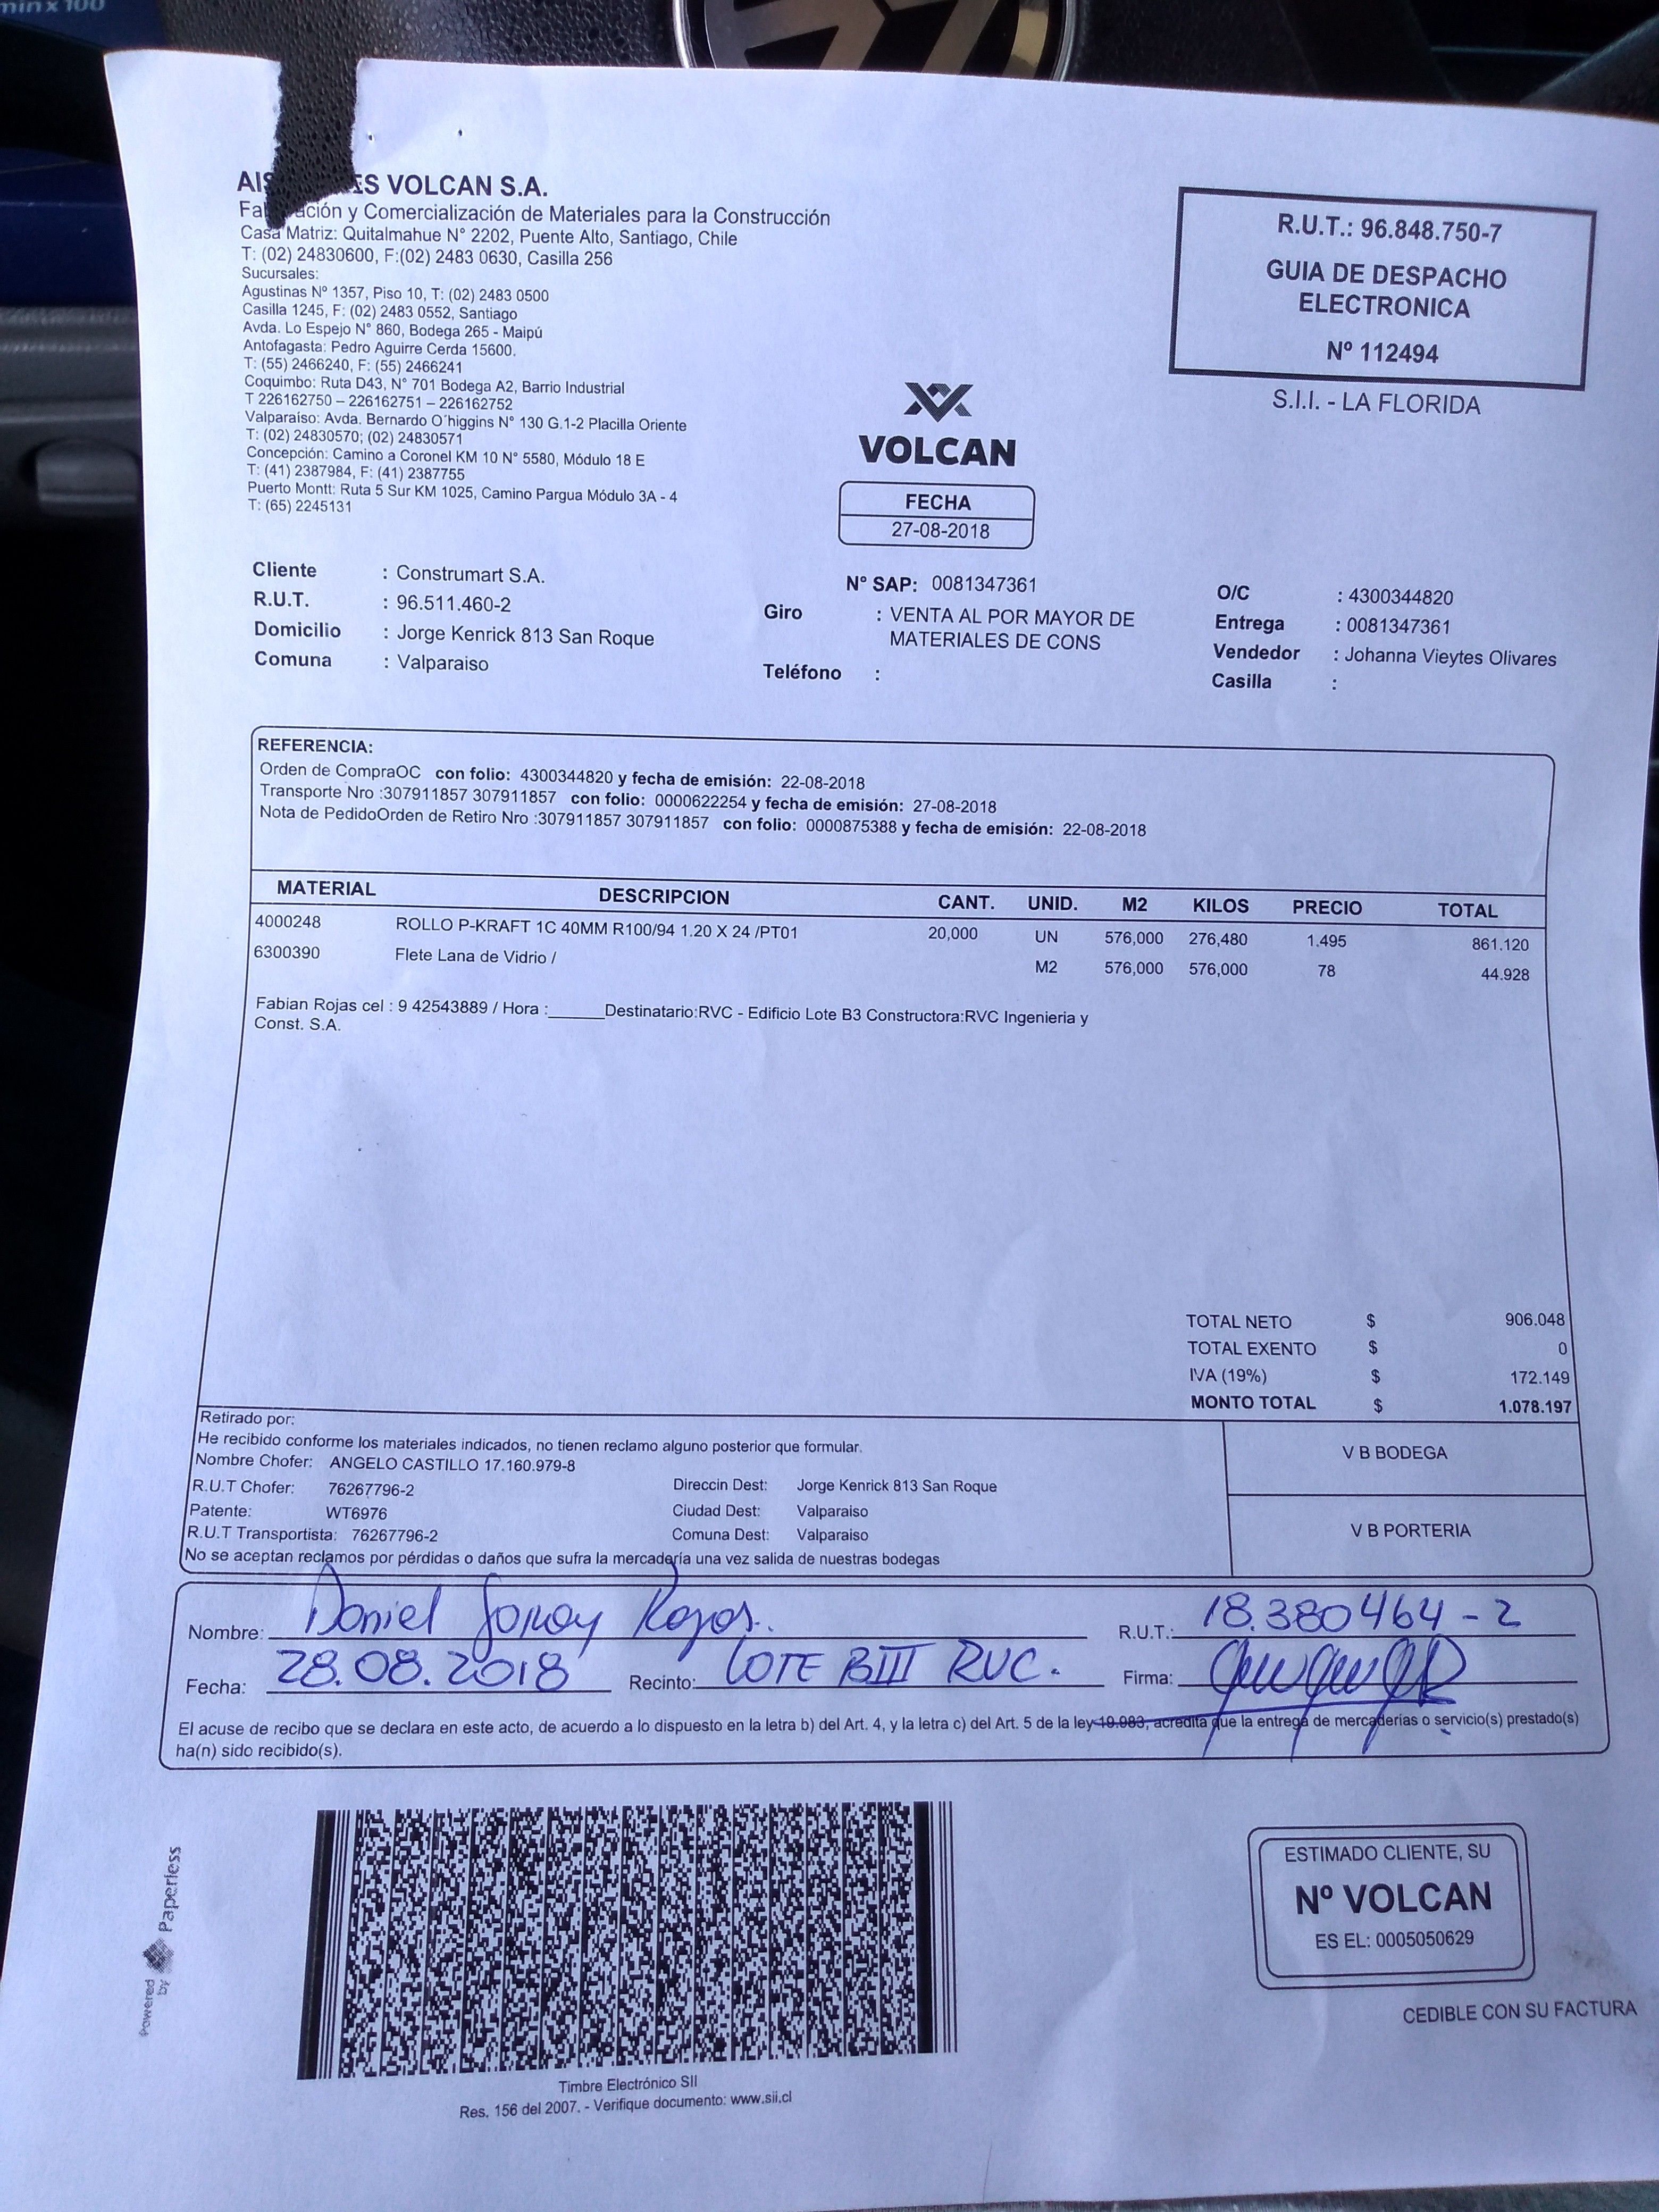 min x 100
VOLCAN S.A.
y Comercialización de Materiales para la Construcción
Casa Matriz: Quitalmahue N° 2202, Puente Alto, Santiago, Chile
T: (02) 24830600, F:(02) 2483 0630, Casilla 256
Sucursales:
Agustinas Nº 1357, Piso 10, T: (02) 2483 0500
Casilla 1245, F: (02) 2483 0552, Santiago
Avda. Lo Espejo N° 860, Bodega 265 - Maipú
Antofagasta: Pedro Aguirre Cerda 15600.
T: (55) 2466240, F: (55) 2466241
Coquimbo: Ruta D43, N° 701 Bodega A2, Barrio Industrial
T 226162750 – 226162751 – 226162752
Valparaíso: Avda. Bernardo O´higgins N° 130 G.1-2 Placilla Oriente
T: (02) 24830570; (02) 24830571
Concepción: Camino a Coronel KM 10 N° 5580, Módulo 18 E
T: (41) 2387984, F: (41) 2387755
Puerto Montt: Ruta 5 Sur KM 1025, Camino Pargua Módulo 3A - 4
T: (65) 2245131
R.U.T.: 96.848.750-7
GUIA DE DESPACHO
ELECTRONICA
Nº 112494
S.I.I. - LA FLORIDA
VOLCAN
FECHA
27-08-2018
Cliente : Construmart S.A.
R.U.T. : 96.511.460-2
Domicilio : Jorge Kenrick 813 San Roque
Comuna : Valparaiso
N° SAP: 0081347361
Giro : VENTA AL POR MAYOR DE
MATERIALES DE CONS
Teléfono :
O/C : 4300344820
Entrega : 0081347361
Vendedor : Johanna Vieytes Olivares
Casilla :
REFERENCIA:
Orden de CompraOC con folio: 4300344820 y fecha de emisión: 22-08-2018
Transporte Nro :307911857 307911857 con folio: 0000622254 y fecha de emisión: 27-08-2018
Nota de PedidoOrden de Retiro Nro :307911857 307911857 con folio: 0000875388 y fecha de emisión: 22-08-2018
MATERIAL DESCRIPCION CANT. UNID. M2 KILOS PRECIO TOTAL
4000248 ROLLO P-KRAFT 1C 40MM R100/94 1.20 X 24 /PT01 20,000 UN 576,000 276,480 1.495 861.120
6300390 Flete Lana de Vidrio / M2 576,000 576,000 78 44.928
Fabian Rojas cel : 9 42543889 / Hora :______Destinatario:RVC - Edificio Lote B3 Constructora:RVC Ingenieria y
Const. S.A.
TOTAL NETO $ 906.048
TOTAL EXENTO $ 0
IVA (19%) $ 172.149
MONTO TOTAL $ 1.078.197
Retirado por:
He recibido conforme los materiales indicados, no tienen reclamo alguno posterior que formular.
Nombre Chofer: ANGELO CASTILLO 17.160.979-8
R.U.T Chofer: 76267796-2 Direccin Dest: Jorge Kenrick 813 San Roque
Patente: WT6976 Ciudad Dest: Valparaiso
R.U.T Transportista: 76267796-2 Comuna Dest: Valparaiso
No se aceptan reclamos por pérdidas o daños que sufra la mercadería una vez salida de nuestras bodegas
V B BODEGA
V B PORTERIA
Nombre: Daniel Rojas. R.U.T.: 18.380464-2
Fecha: 28.08.2018 Recinto: LOTE BIII RVC. Firma:
El acuse de recibo que se declara en este acto, de acuerdo a lo dispuesto en la letra b) del Art. 4, y la letra c) del Art. 5 de la ley 19.983, acredita que la entrega de mercaderias o servicio(s) prestado(s)
ha(n) sido recibido(s).
Powered by Paperless
Timbre Electrónico SII
Res. 156 del 2007. - Verifique documento: www.sii.cl
ESTIMADO CLIENTE, SU
Nº VOLCAN
ES EL: 0005050629
CEDIBLE CON SU FACTURA